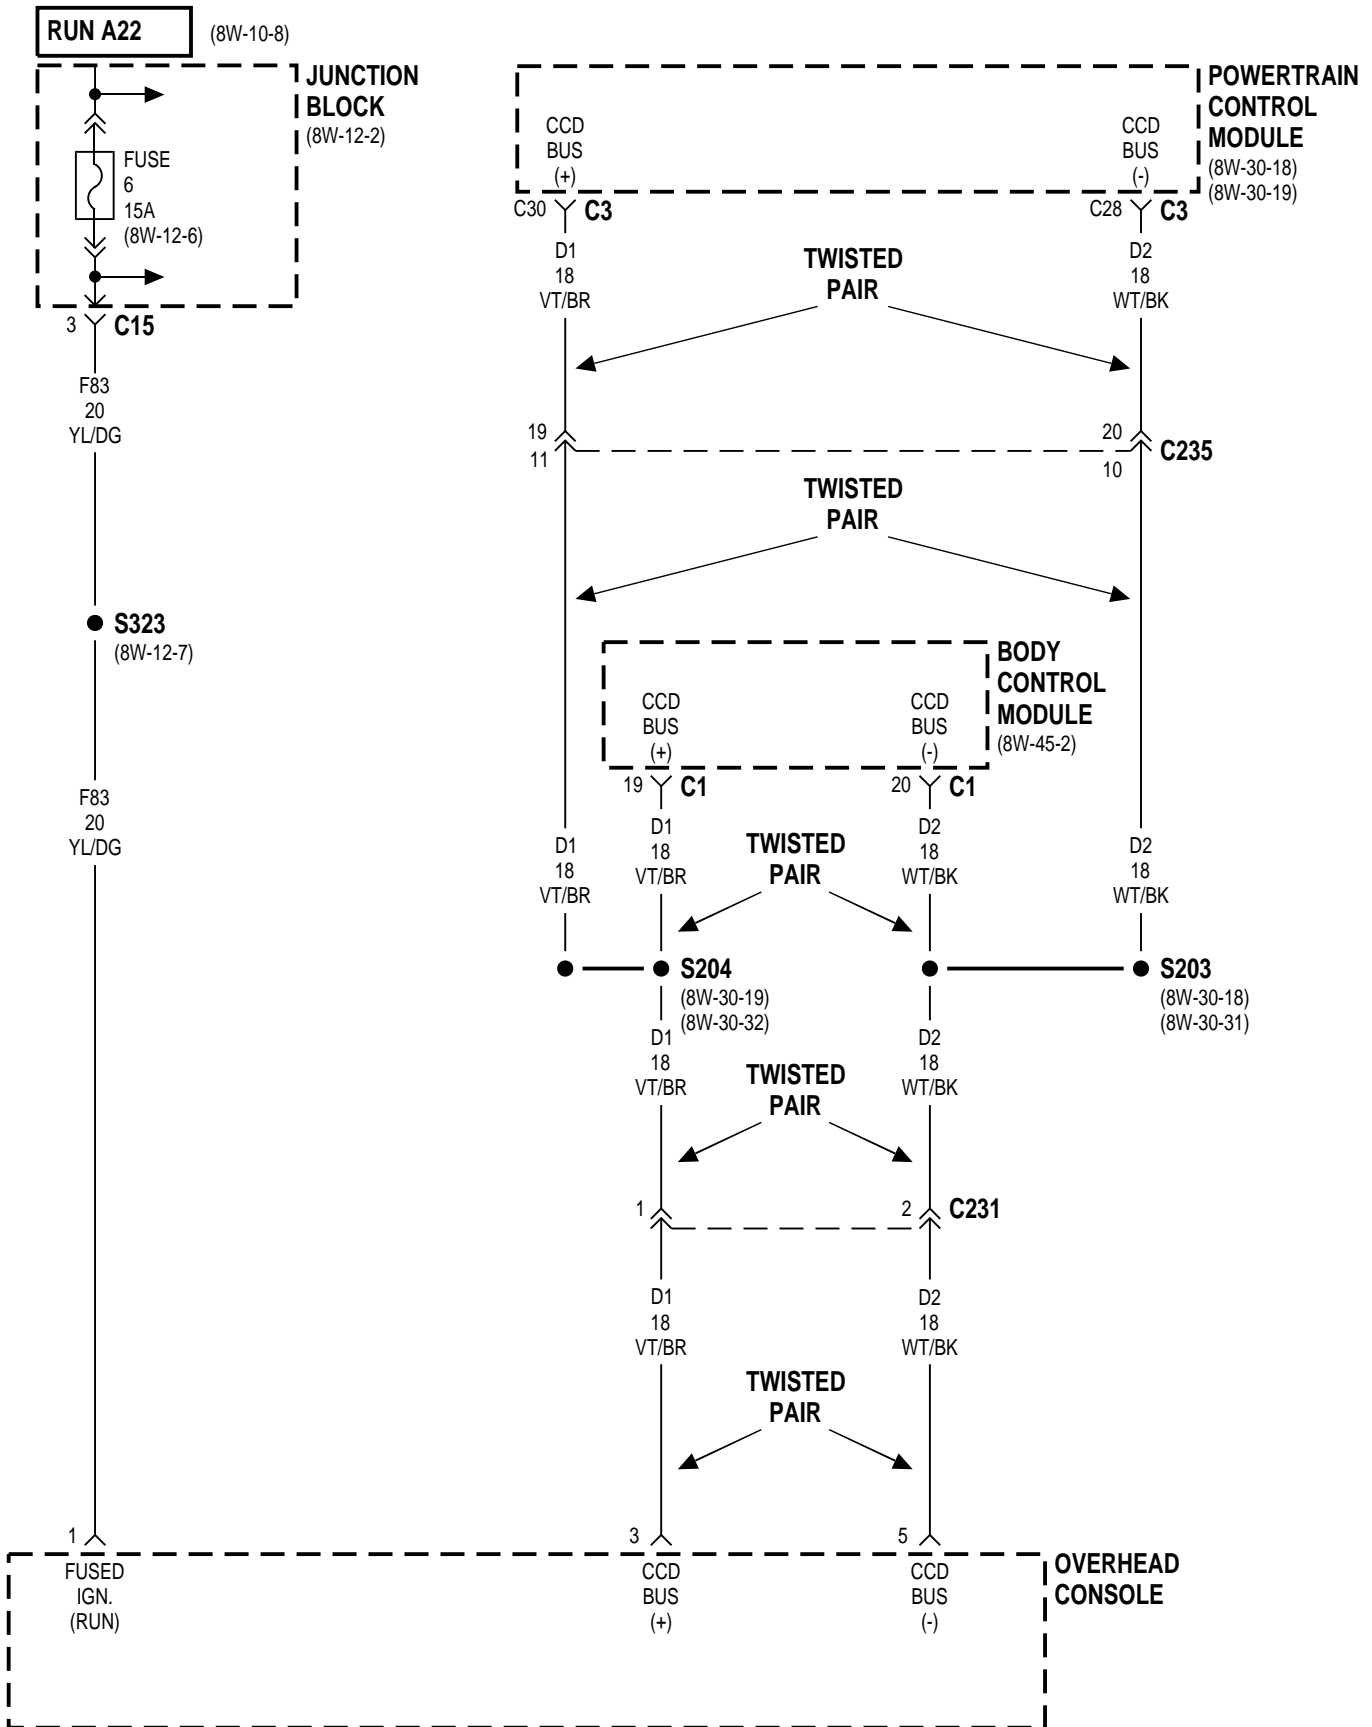 RUN A22
(8W-10-8)
JUNCTION
BLOCK
(8W-12-2)
FUSE
6
15A
(8W-12-6)
3
C15
F83
20
YL/DG
S323
(8W-12-7)
F83
20
YL/DG
POWERTRAIN
CONTROL
MODULE
(8W-30-18)
(8W-30-19)
CCD
BUS
(+)
CCD
BUS
(-)
C30
C3
C28
C3
D1
18
VT/BR
TWISTED
PAIR
D2
18
WT/BK
19
11
20
10
C235
TWISTED
PAIR
BODY
CONTROL
MODULE
(8W-45-2)
CCD
BUS
(+)
CCD
BUS
(-)
19
C1
20
C1
D1
18
VT/BR
D1
18
VT/BR
TWISTED
PAIR
D2
18
WT/BK
D2
18
WT/BK
S204
(8W-30-19)
(8W-30-32)
S203
(8W-30-18)
(8W-30-31)
D1
18
VT/BR
TWISTED
PAIR
D2
18
WT/BK
1
2
C231
D1
18
VT/BR
D2
18
WT/BK
TWISTED
PAIR
1
3
5
FUSED
IGN.
(RUN)
CCD
BUS
(+)
CCD
BUS
(-)
OVERHEAD
CONSOLE